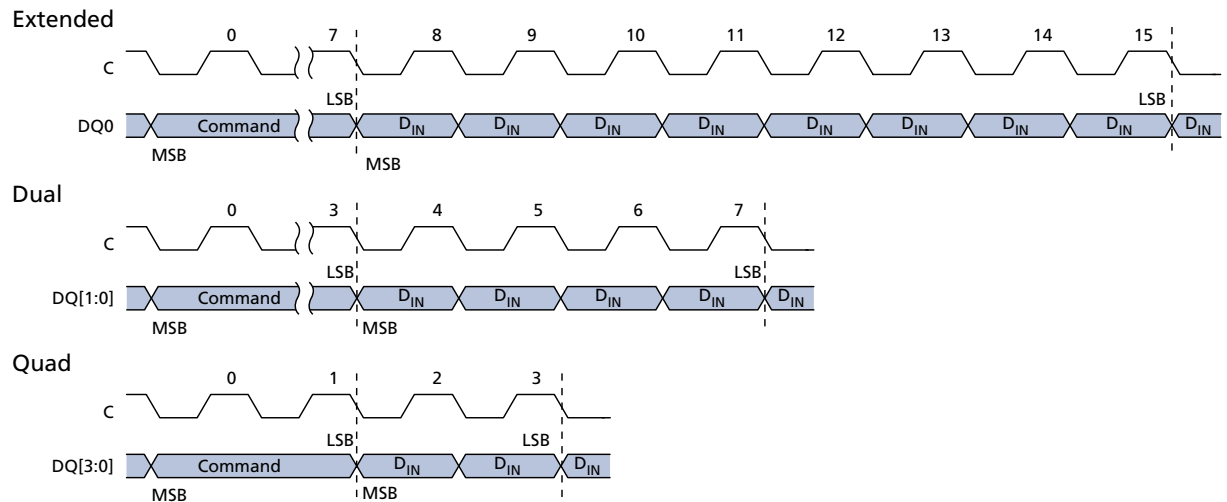 Extended
0 7 8 9 10 11 12 13 14 15
C
LSB LSB
DQ0 Command DIN DIN DIN DIN DIN DIN DIN DIN DIN
MSB MSB
Dual
0 3 4 5 6 7
C
LSB LSB
DQ[1:0] Command DIN DIN DIN DIN DIN
MSB MSB
Quad
0 1 2 3
C
LSB LSB
DQ[3:0] Command DIN DIN DIN
MSB MSB